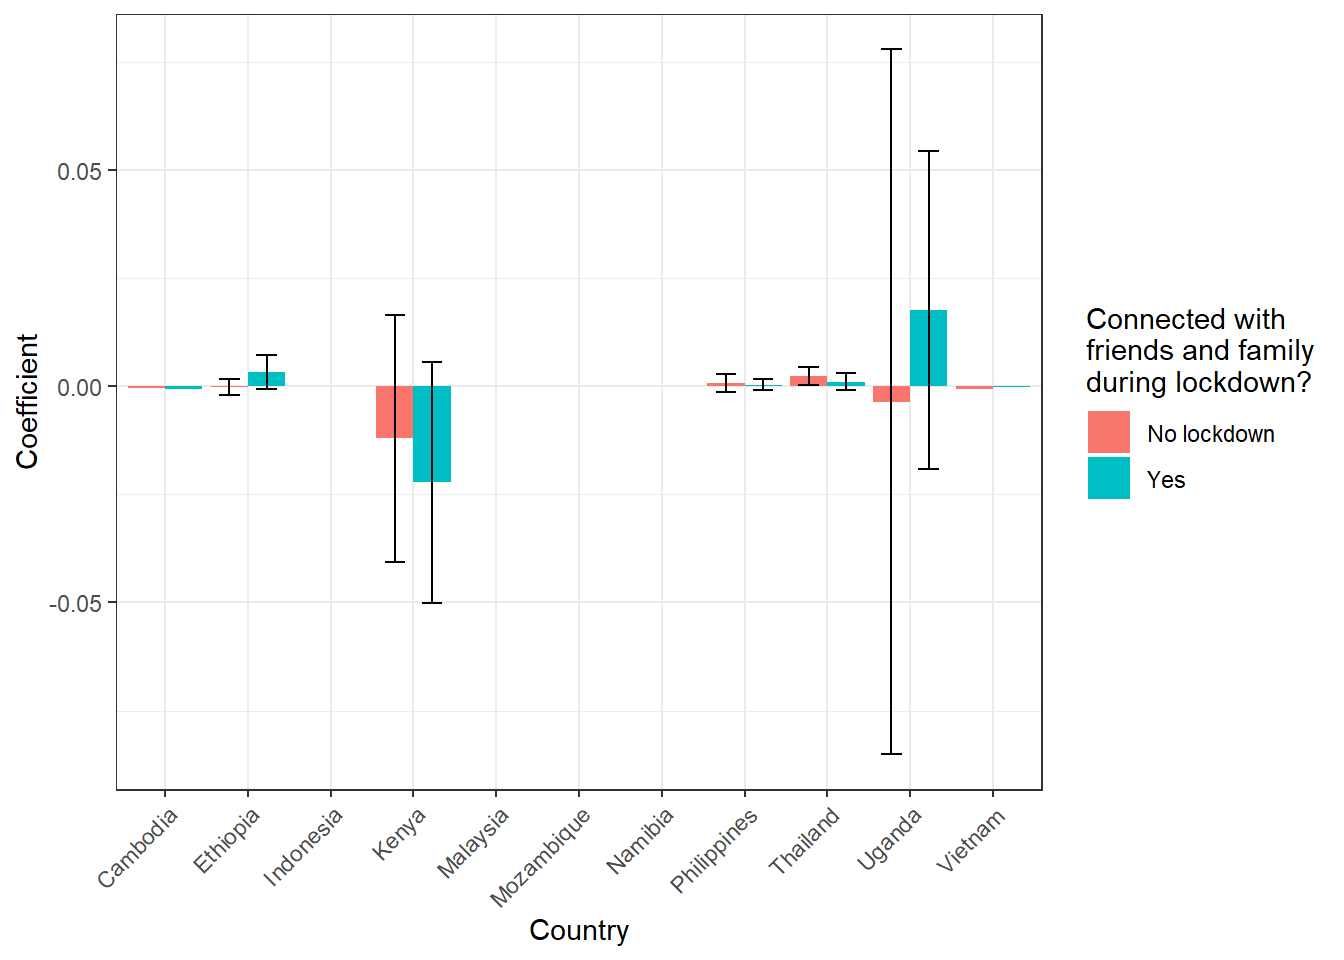 0.05
0.00
-0.05
Coefficient
Cambodia
Ethiopia
Indonesia
Kenya
Malaysia
Mozambique
Namibia
Philippines
Thailand
Uganda
Vietnam
Country
Connected with
friends and family
during lockdown?
No lockdown
Yes